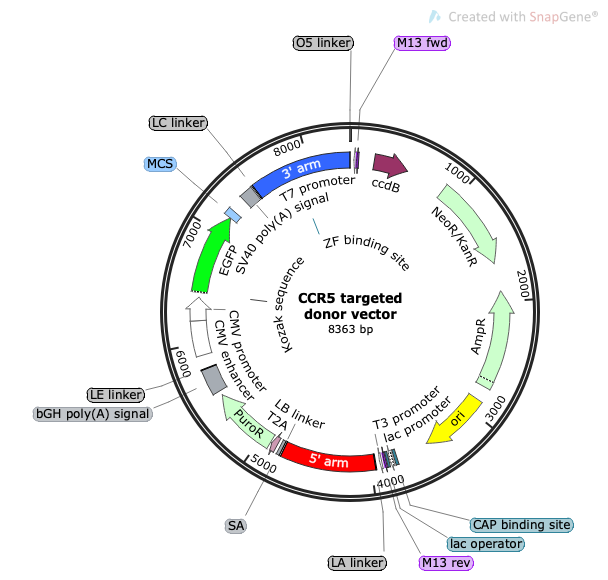 Created with SnapGene®
O5 linker
M13 fwd
LC linker
MCS
8000
1000
2000
3000
4000
5000
6000
7000
3' arm
T7 promoter
SV40 poly(A) signal
ccdB
NeoR/KanR
ZF binding site
EGFP
Kozak sequence
CCR5 targeted
donor vector
8363 bp
AmpR
CMV promoter
CMV enhancer
LE linker
bGH poly(A) signal
PuroR
T2A
LB linker
T3 promoter
lac promoter
ori
5' arm
SA
CAP binding site
lac operator
LA linker
M13 rev